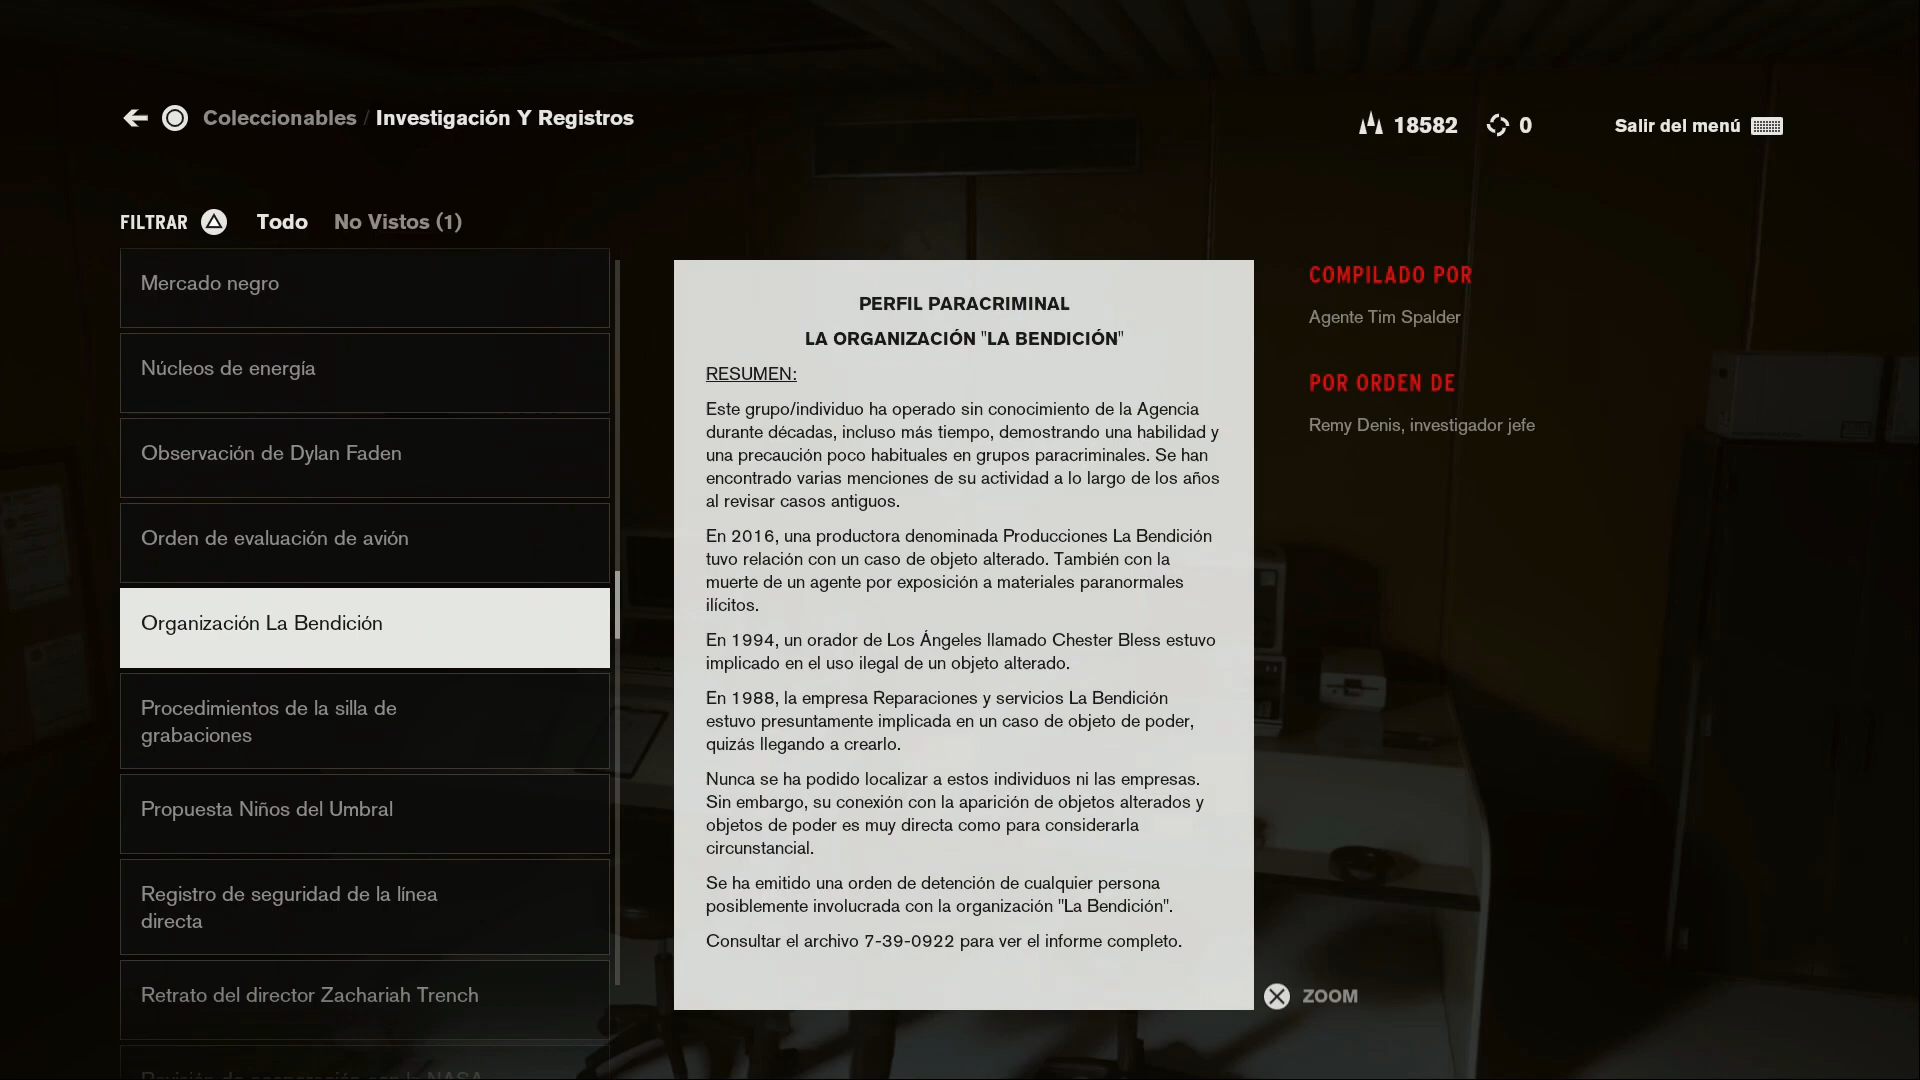 Coleccionables / Investigación Y Registros
18582
0
Salir del menú
FILTRAR
Todo
No Vistos (1)
Mercado negro
Núcleos de energía
Observación de Dylan Faden
Orden de evaluación de avión
Organización La Bendición
Procedimientos de la silla de
grabaciones
Propuesta Niños del Umbral
Registro de seguridad de la línea
directa
Retrato del director Zachariah Trench
PERFIL PARACRIMINAL
LA ORGANIZACIÓN "LA BENDICIÓN"
RESUMEN:
Este grupo/individuo ha operado sin conocimiento de la Agencia
durante décadas, incluso más tiempo, demostrando una habilidad y
una precaución poco habituales en grupos paracriminales. Se han
encontrado varias menciones de su actividad a lo largo de los años
al revisar casos antiguos.
En 2016, una productora denominada Producciones La Bendición
tuvo relación con un caso de objeto alterado. También con la
muerte de un agente por exposición a materiales paranormales
ilícitos.
En 1994, un orador de Los Ángeles llamado Chester Bless estuvo
implicado en el uso ilegal de un objeto alterado.
En 1988, la empresa Reparaciones y servicios La Bendición
estuvo presuntamente implicada en un caso de objeto de poder,
quizás llegando a crearlo.
Nunca se ha podido localizar a estos individuos ni las empresas.
Sin embargo, su conexión con la aparición de objetos alterados y
objetos de poder es muy directa como para considerarla
circunstancial.
Se ha emitido una orden de detención de cualquier persona
posiblemente involucrada con la organización "La Bendición".
Consultar el archivo 7-39-0922 para ver el informe completo.
COMPILADO POR
Agente Tim Spalder
POR ORDEN DE
Remy Denis, investigador jefe
ZOOM